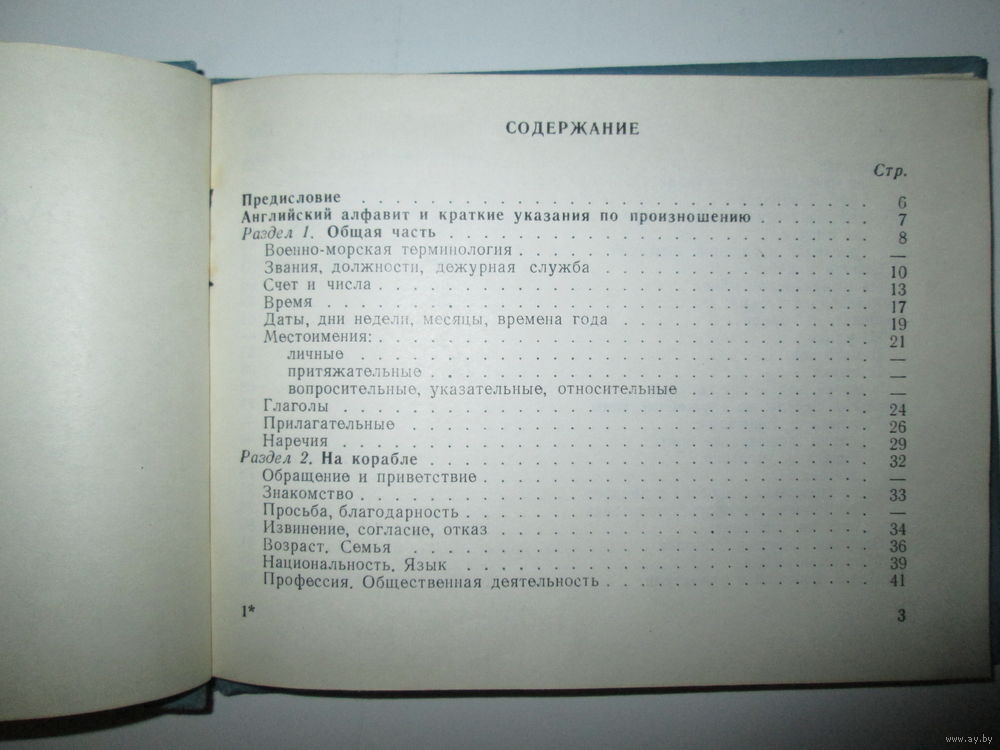 СОДЕРЖАНИЕ
Стр.
Предисловие . . . . . . . . . . . . . . . . . . . . . . . . 6
Английский алфавит и краткие указания по произношению . . . . . . 7
Раздел 1. Общая часть . . . . . . . . . . . . . . . . . . . . 8
Военно-морская терминология . . . . . . . . . . . . . . . . —
Звания, должности, дежурная служба . . . . . . . . . . . . . 10
Счет и числа . . . . . . . . . . . . . . . . . . . . . . . 13
Время . . . . . . . . . . . . . . . . . . . . . . . . . 17
Даты, дни недели, месяцы, времена года . . . . . . . . . . . . 19
Местоимения: . . . . . . . . . . . . . . . . . . . . . . . 21
личные . . . . . . . . . . . . . . . . . . . . . . . —
притяжательные . . . . . . . . . . . . . . . . . . . . —
вопросительные, указательные, относительные . . . . . . . . . —
Глаголы . . . . . . . . . . . . . . . . . . . . . . . . 24
Прилагательные . . . . . . . . . . . . . . . . . . . . . 26
Наречия . . . . . . . . . . . . . . . . . . . . . . . . 29
Раздел 2. На корабле . . . . . . . . . . . . . . . . . . . . 32
Обращение и приветствие . . . . . . . . . . . . . . . . . . —
Знакомство . . . . . . . . . . . . . . . . . . . . . . . 33
Просьба, благодарность . . . . . . . . . . . . . . . . . . —
Извинение, согласие, отказ . . . . . . . . . . . . . . . . . 34
Возраст. Семья . . . . . . . . . . . . . . . . . . . . . 36
Национальность. Язык . . . . . . . . . . . . . . . . . . . 39
Профессия. Общественная деятельность . . . . . . . . . . . . . 41
1* 3
www.ay.by